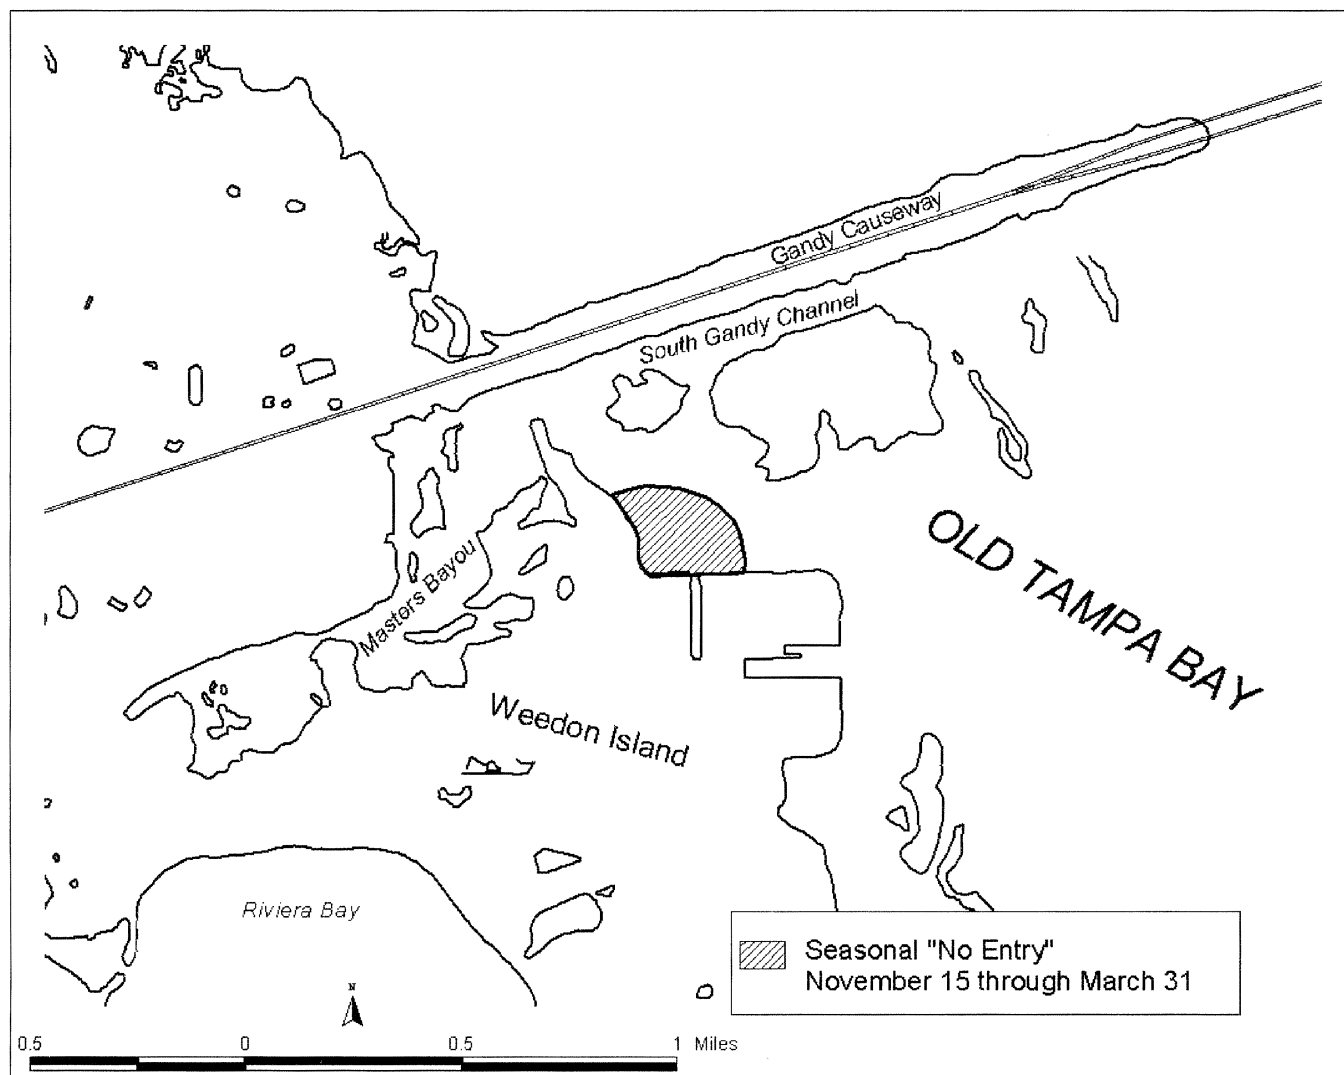 Gandy Causeway
South Gandy Channel
OLD TAMPA BAY
Masters Bayou
Weedon Island
Riviera Bay
Seasonal "No Entry"
November 15 through March 31
N
0.5 0 0.5 1 Miles